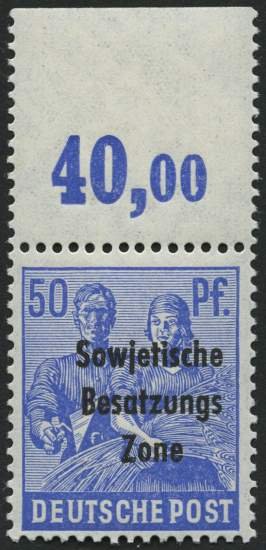 40,00
50 Pf.
Sowjetische
Besatzungs
Zone
DEUTSCHE POST